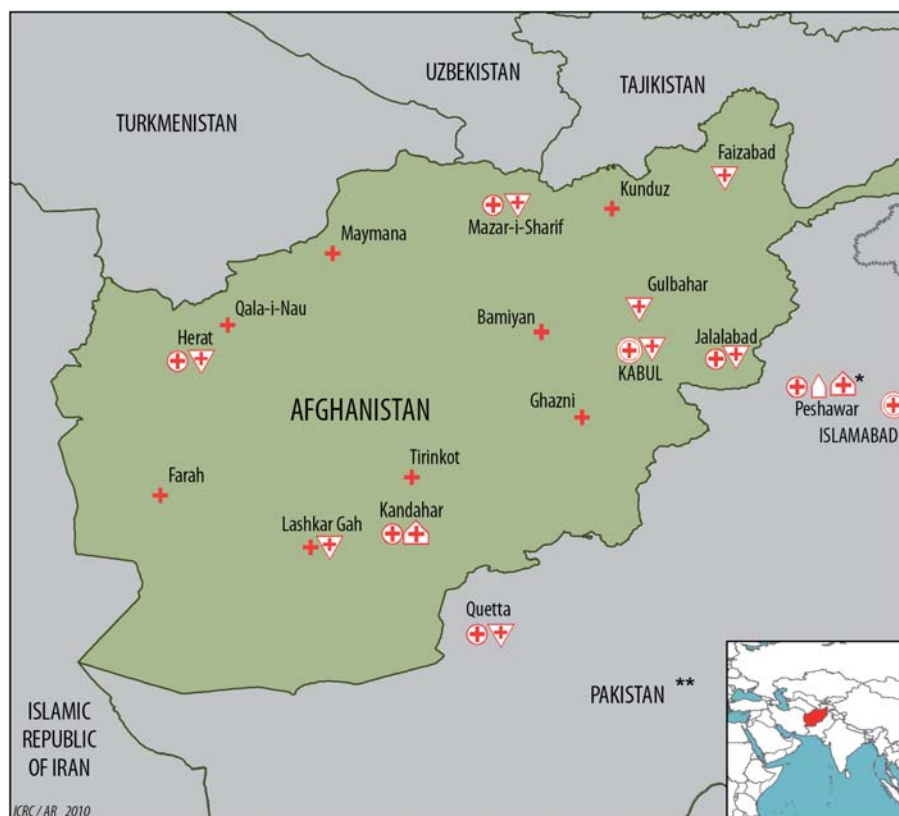 UZBEKISTAN
TAJIKISTAN
TURKMENISTAN
Faizabad
Kunduz
Mazar-i-Sharif
Maymana
Gulbahar
Qala-i-Nau
Bamiyan
Herat
Jalalabad
KABUL
*
Peshawar
Ghazni
AFGHANISTAN
ISLAMABAD
Tirinkot
Farah
Kandahar
Lashkar Gah
Quetta
PAKISTAN **
ISLAMIC
REPUBLIC
OF IRAN
ICRC / AR 2010